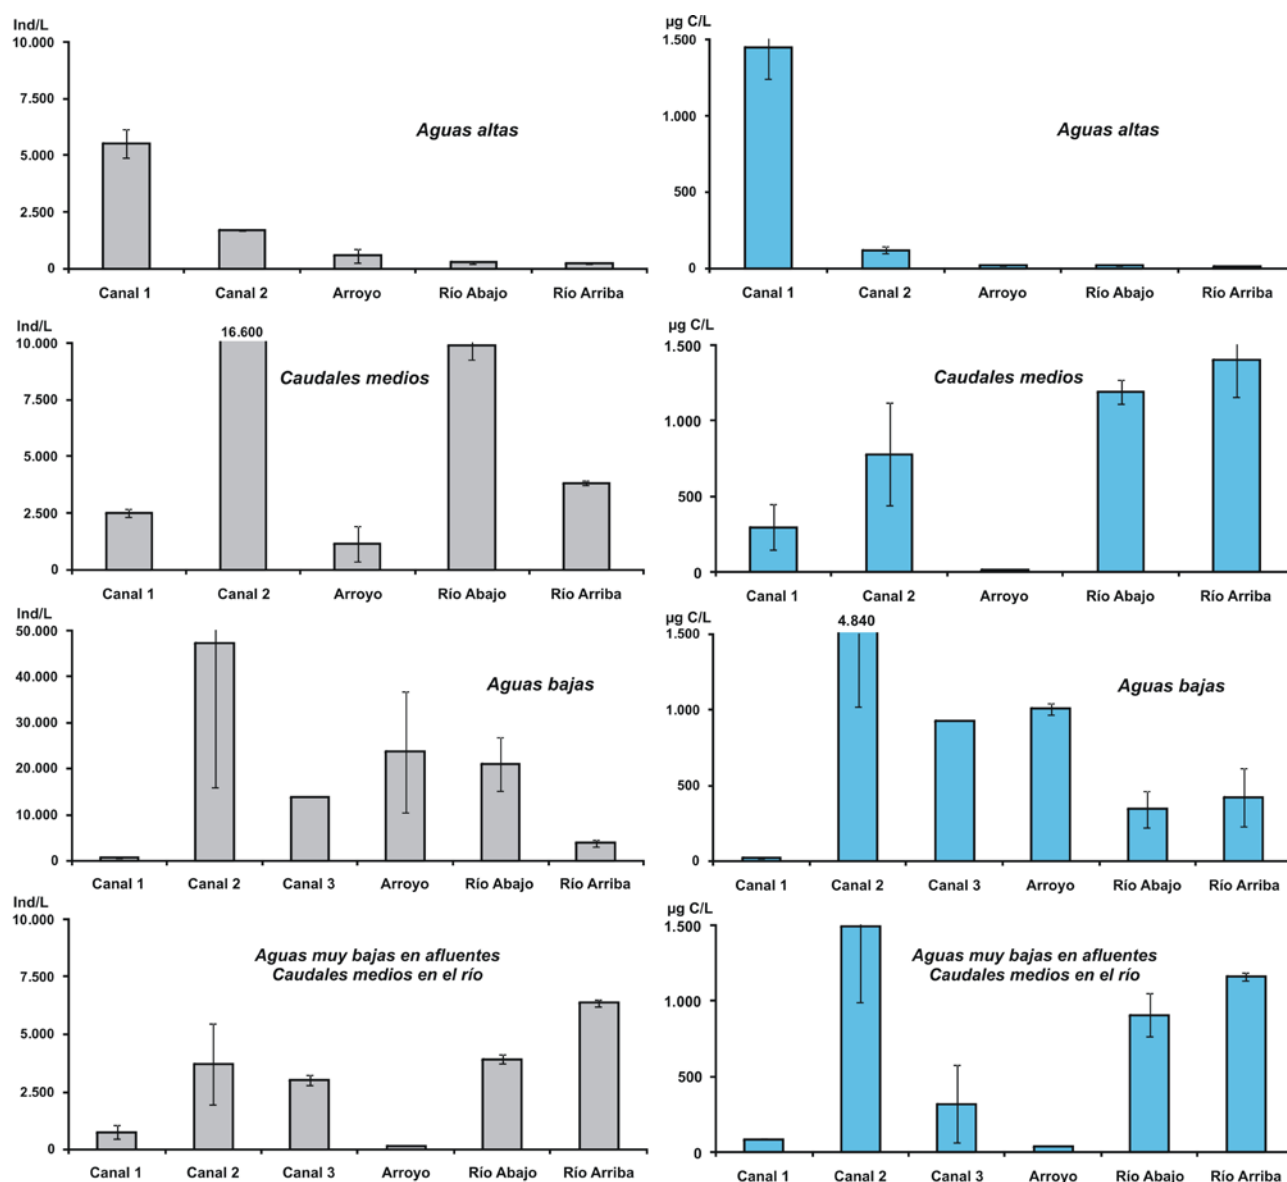 Ind/L
10.000
7.500
5.000
2.500
0
Aguas altas
Canal 1 Canal 2 Arroyo Río Abajo Río Arriba
µg C/L
1.500
1.000
500
0
Aguas altas
Canal 1 Canal 2 Arroyo Río Abajo Río Arriba
Ind/L
10.000
7.500
5.000
2.500
0
16.600
Caudales medios
Canal 1 Canal 2 Arroyo Río Abajo Río Arriba
µg C/L
1.500
1.000
500
0
Caudales medios
Canal 1 Canal 2 Arroyo Río Abajo Río Arriba
Ind/L
50.000
40.000
30.000
20.000
10.000
0
Aguas bajas
Canal 1 Canal 2 Canal 3 Arroyo Río Abajo Río Arriba
µg C/L
1.500
1.000
500
0
4.840
Aguas bajas
Canal 1 Canal 2 Canal 3 Arroyo Río Abajo Río Arriba
Ind/L
10.000
7.500
5.000
2.500
0
Aguas muy bajas en afluentes
Caudales medios en el río
Canal 1 Canal 2 Canal 3 Arroyo Río Abajo Río Arriba
µg C/L
1.500
1.000
500
0
Aguas muy bajas en afluentes
Caudales medios en el río
Canal 1 Canal 2 Canal 3 Arroyo Río Abajo Río Arriba